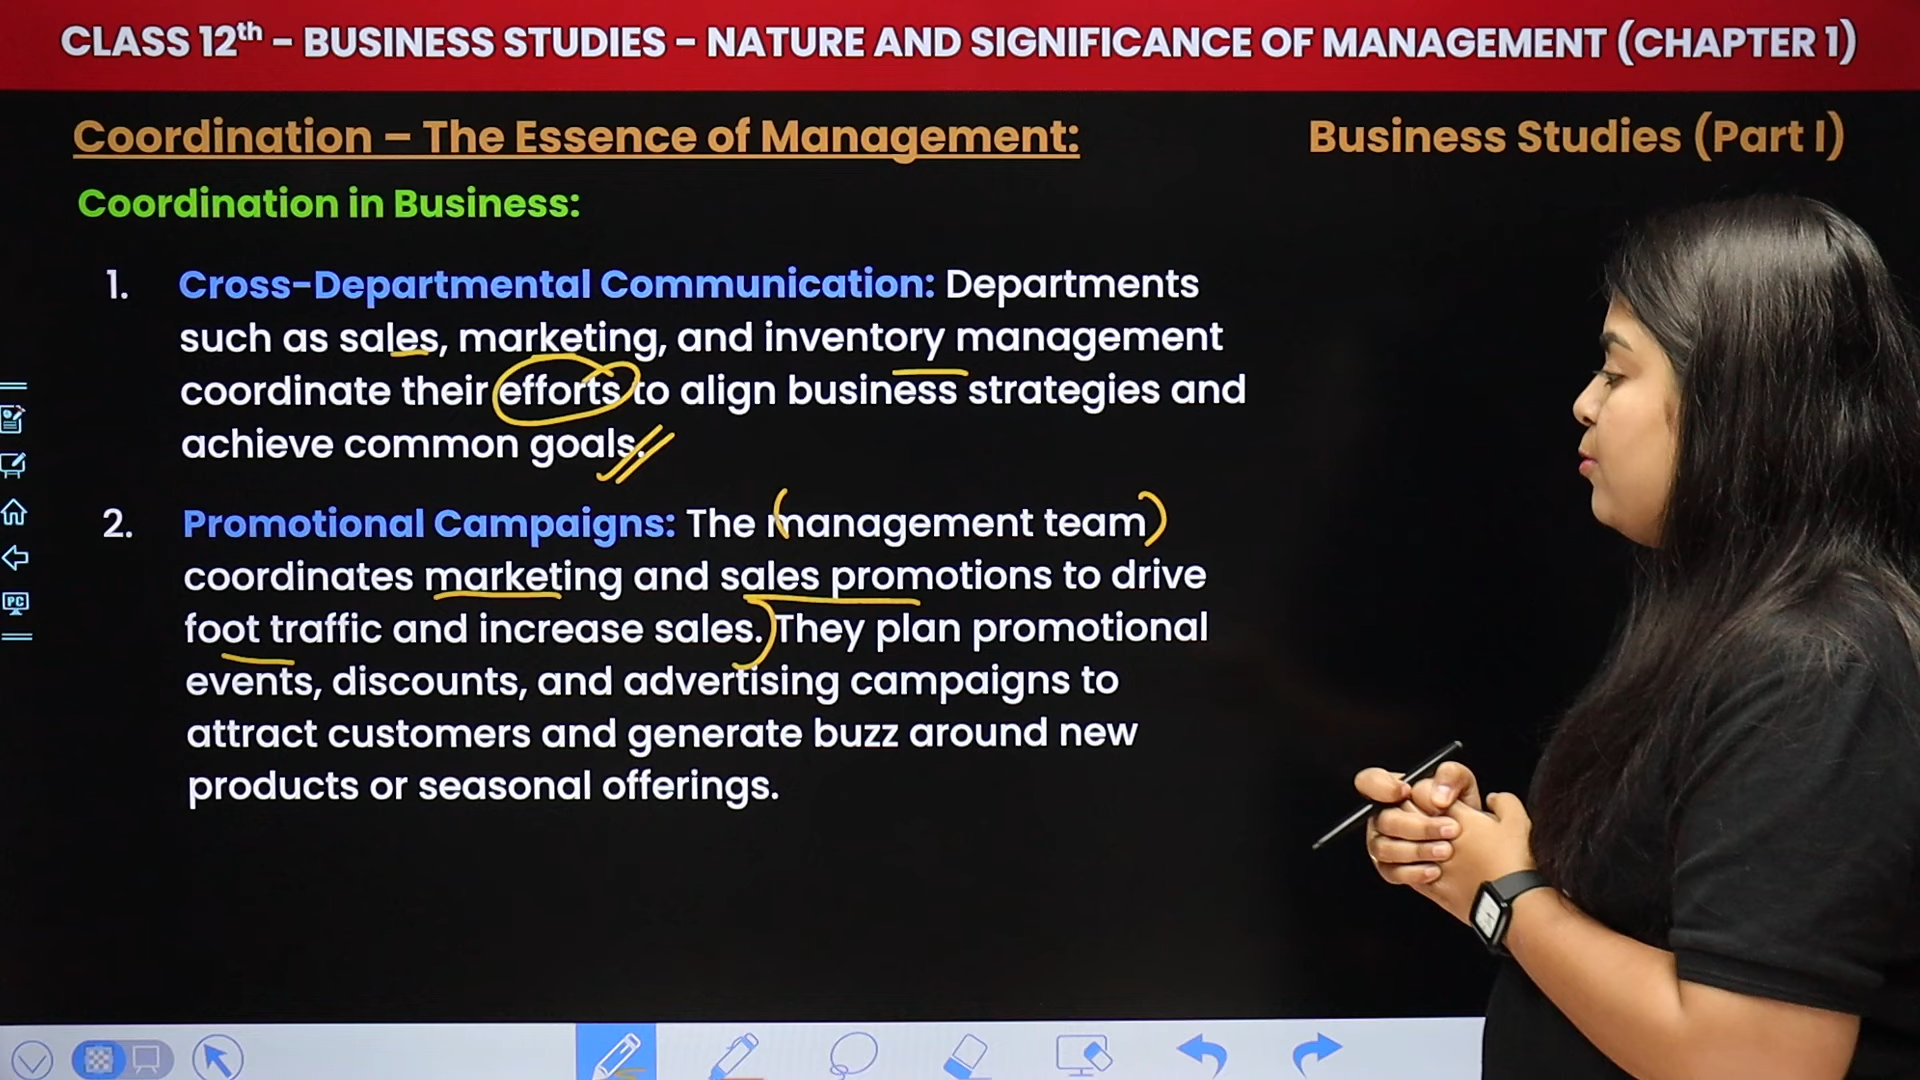 CLASS 12th - BUSINESS STUDIES - NATURE AND SIGNIFICANCE OF MANAGEMENT (CHAPTER 1)
Coordination – The Essence of Management:
Business Studies (Part I)
Coordination in Business:
1. Cross-Departmental Communication: Departments
such as sales, marketing, and inventory management
coordinate their efforts to align business strategies and
achieve common goals.
2. Promotional Campaigns: The management team
coordinates marketing and sales promotions to drive
foot traffic and increase sales. They plan promotional
events, discounts, and advertising campaigns to
attract customers and generate buzz around new
products or seasonal offerings.
PC